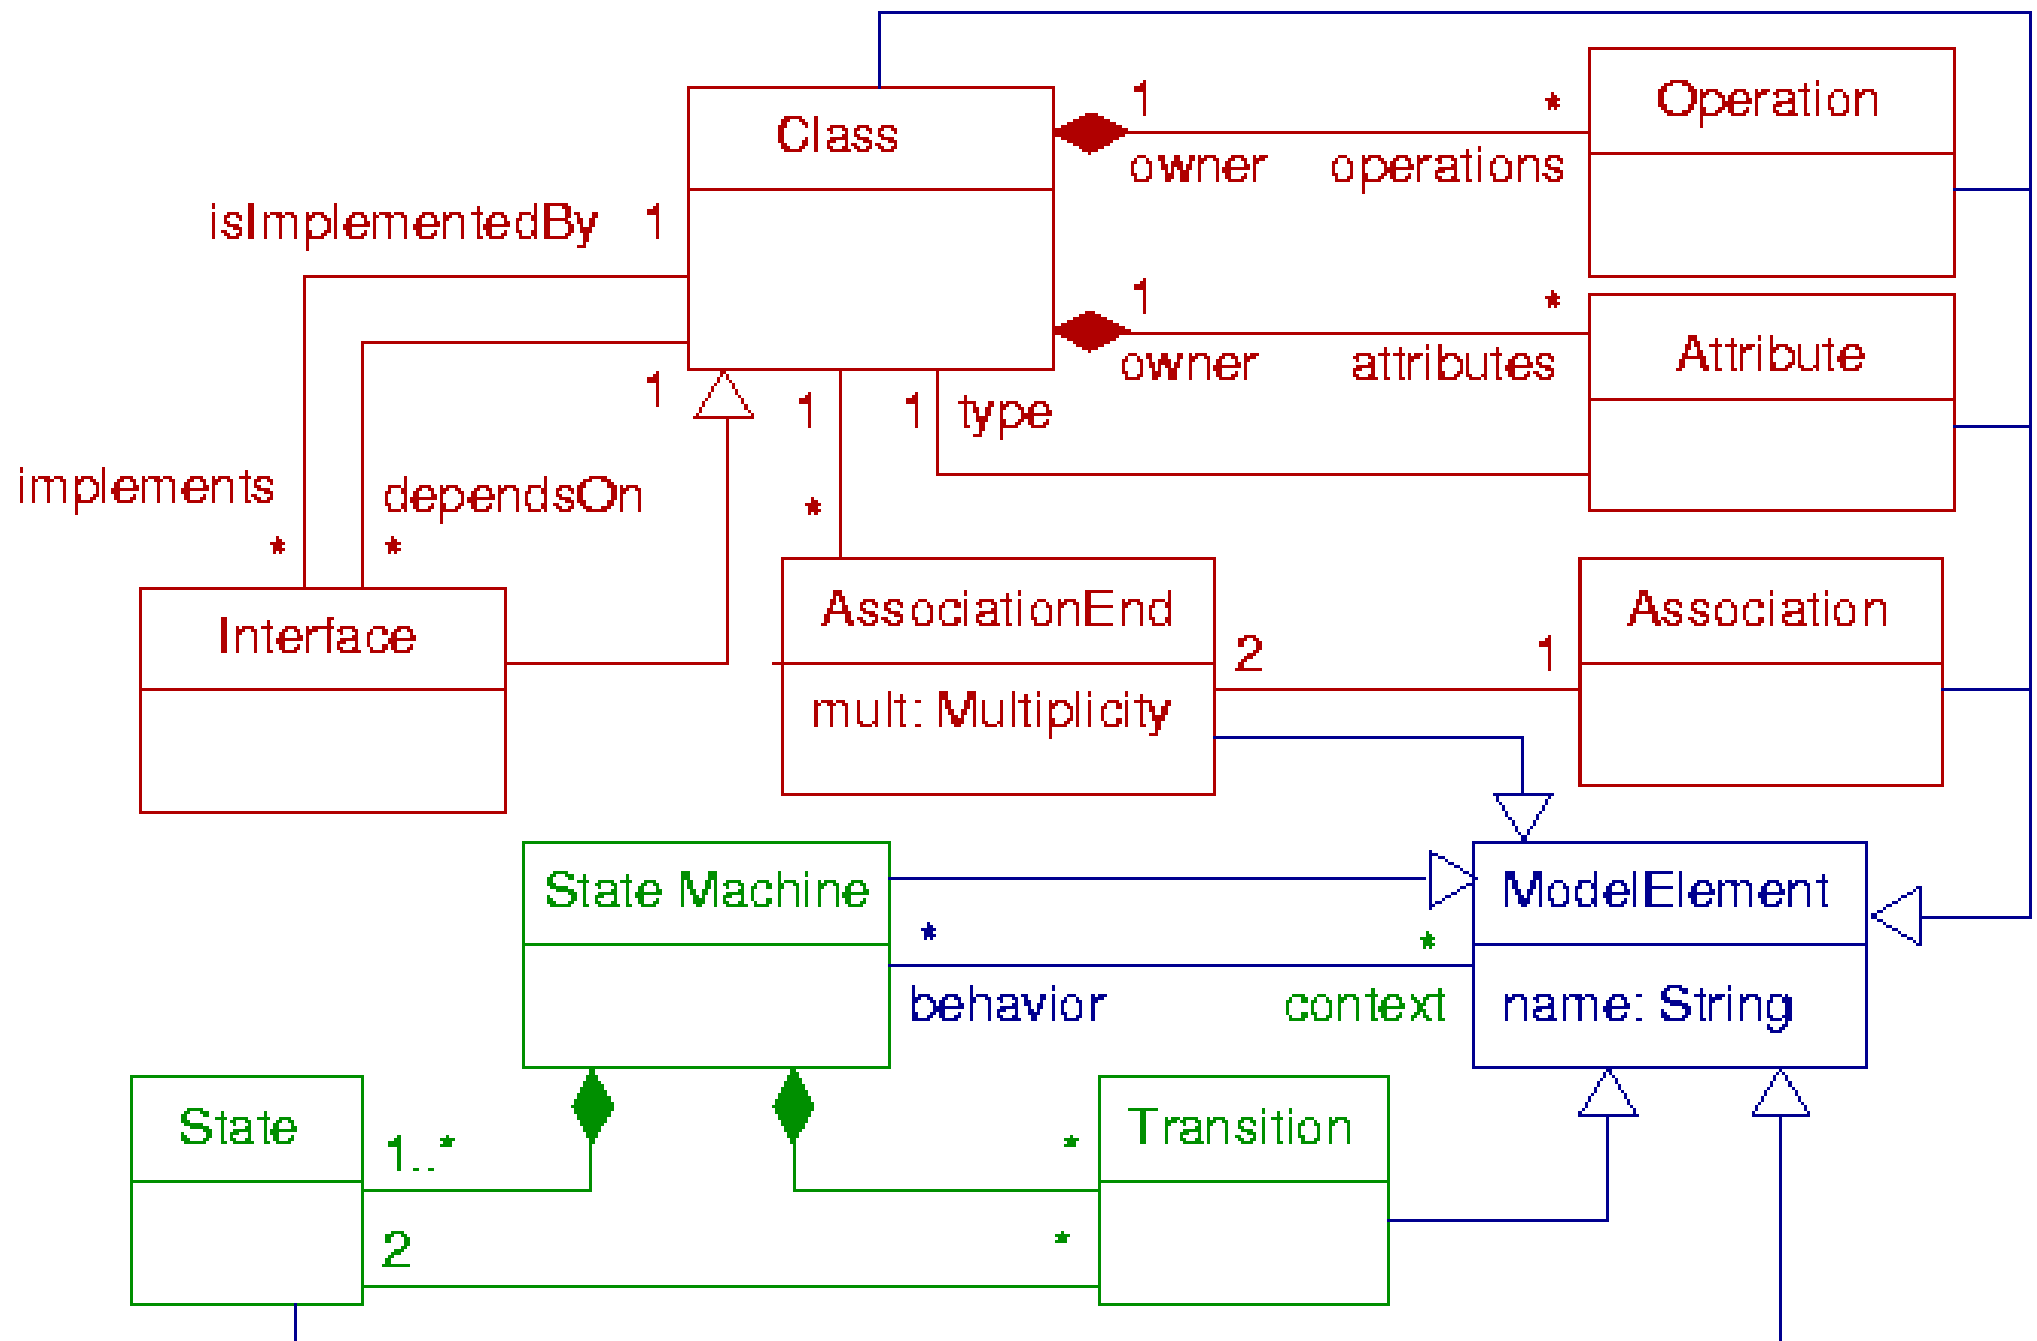 Class
1
*
Operation
owner
operations
isImplementedBy
1
1
*
owner
attributes
Attribute
1
1
1
type
implements
dependsOn
*
*
*
Interface
AssociationEnd
2
1
Association
mult: Multiplicity
State Machine
ModelElement
*
*
behavior
context
name: String
State
1..*
*
Transition
2
*